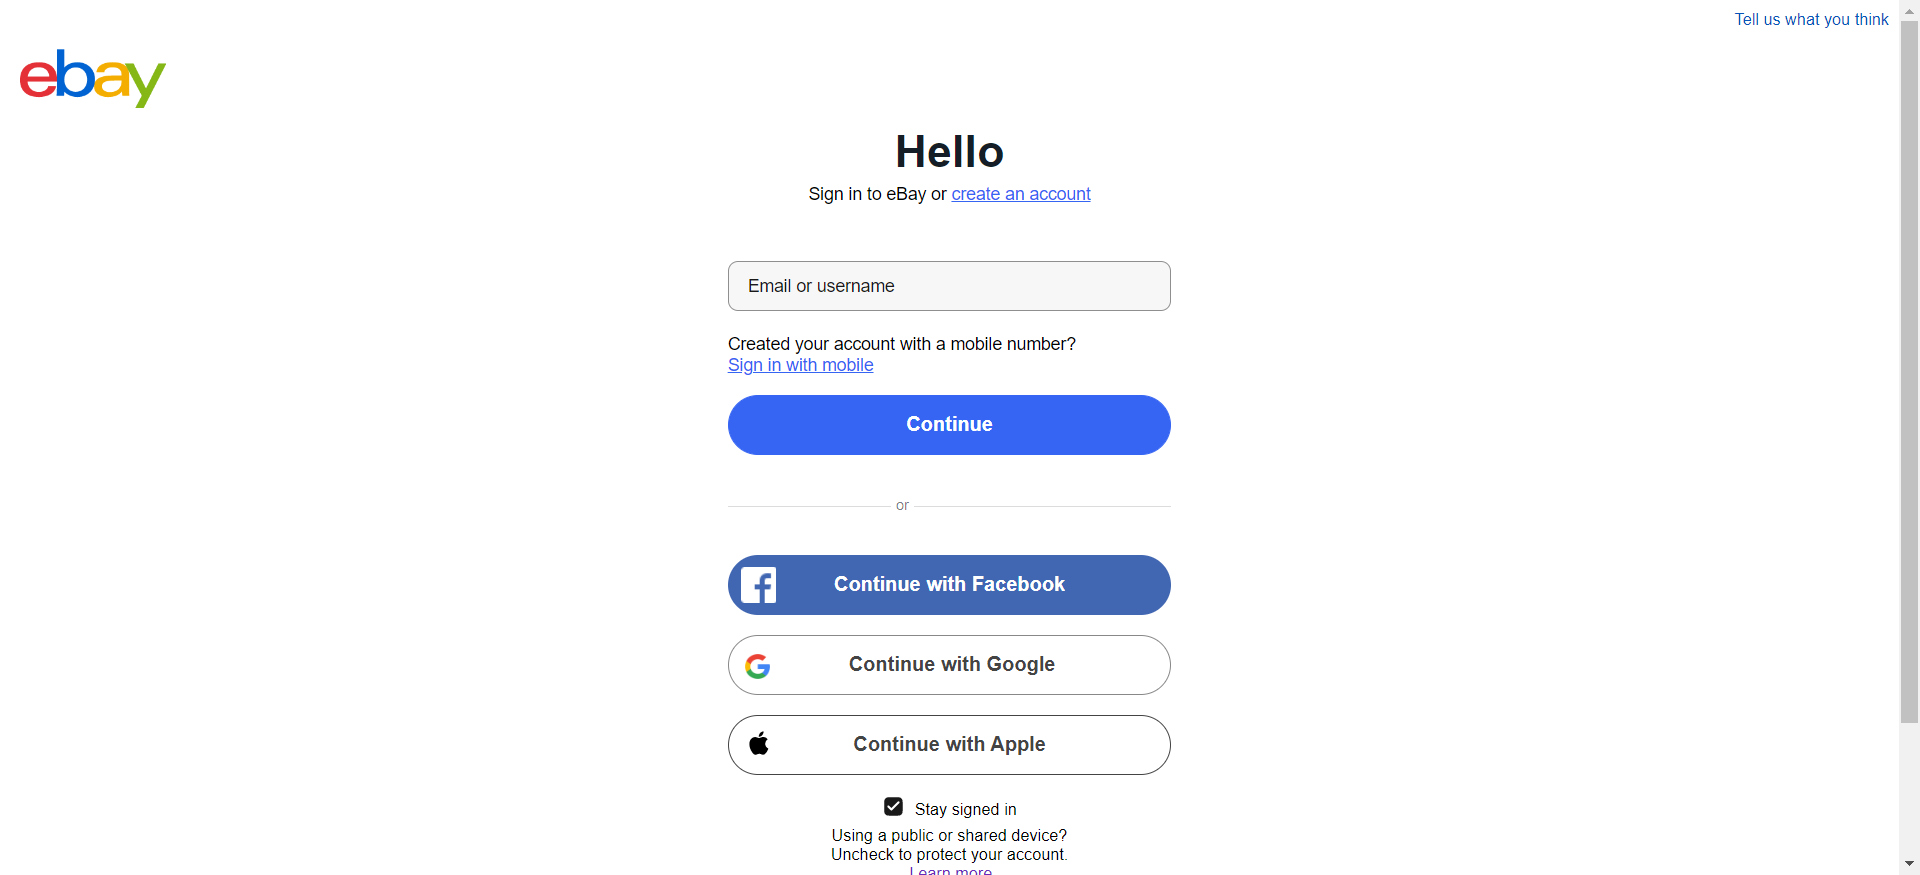 Tell us what you think
ebay
Hello
Sign in to eBay or create an account
Email or username
Created your account with a mobile number?
Sign in with mobile
Continue
or
Continue with Facebook
Continue with Google
Continue with Apple
Stay signed in
Using a public or shared device?
Uncheck to protect your account.
Learn more